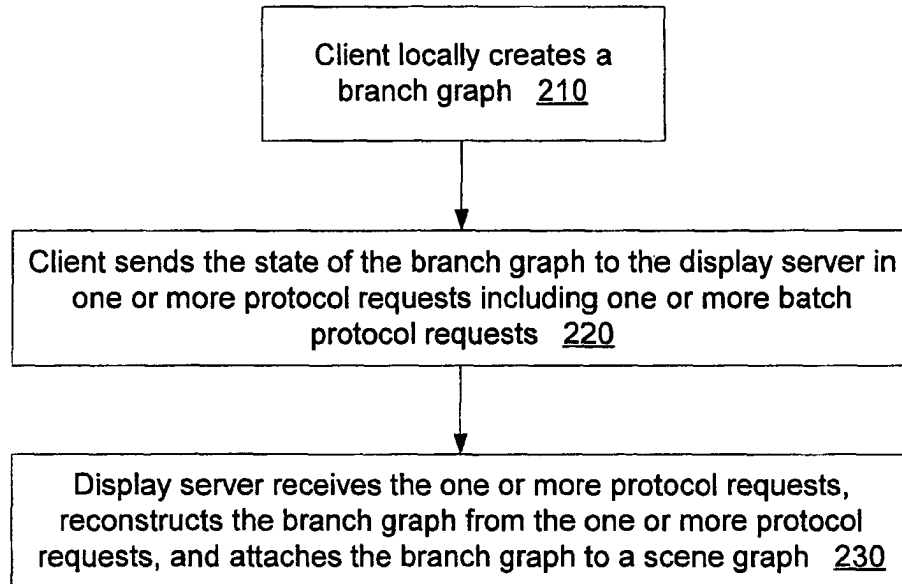 Client locally creates a
branch graph 210
Client sends the state of the branch graph to the display server in
one or more protocol requests including one or more batch
protocol requests 220
Display server receives the one or more protocol requests,
reconstructs the branch graph from the one or more protocol
requests, and attaches the branch graph to a scene graph 230